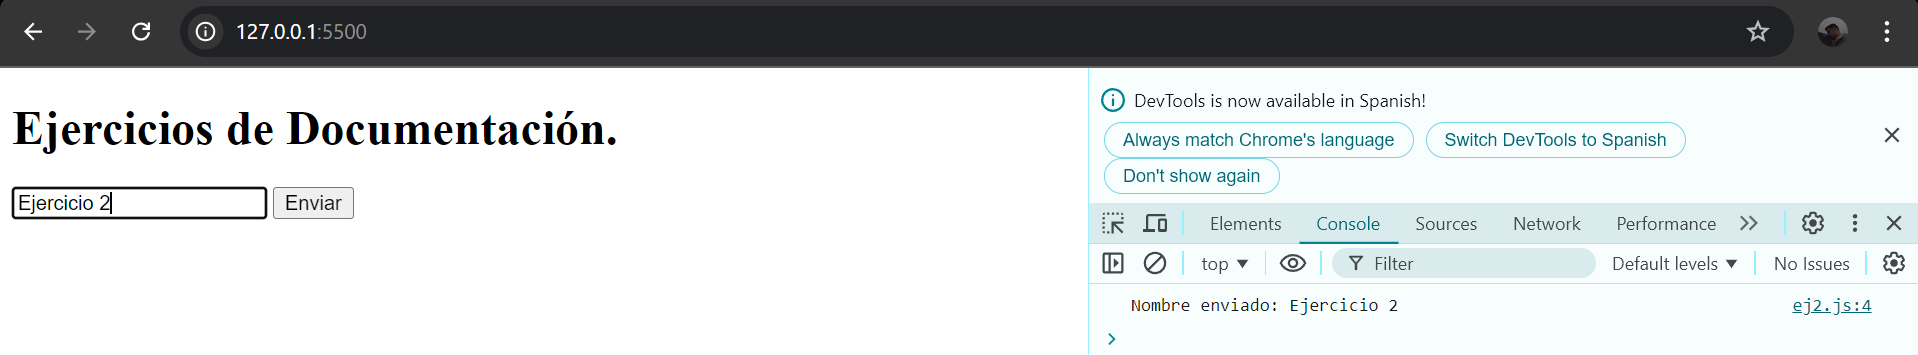 127.0.0.1:5500
Ejercicios de Documentación.
Ejercicio 2 Enviar
DevTools is now available in Spanish!
Always match Chrome's language Switch DevTools to Spanish
Don't show again
Elements Console Sources Network Performance
top Filter Default levels No Issues
Nombre enviado: Ejercicio 2 ej2.js:4